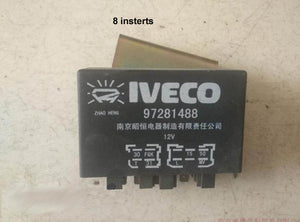 8 insterts
IVECO
ZHAO HENG
97281488
南京昭恒电器制造有限责任公司
12V